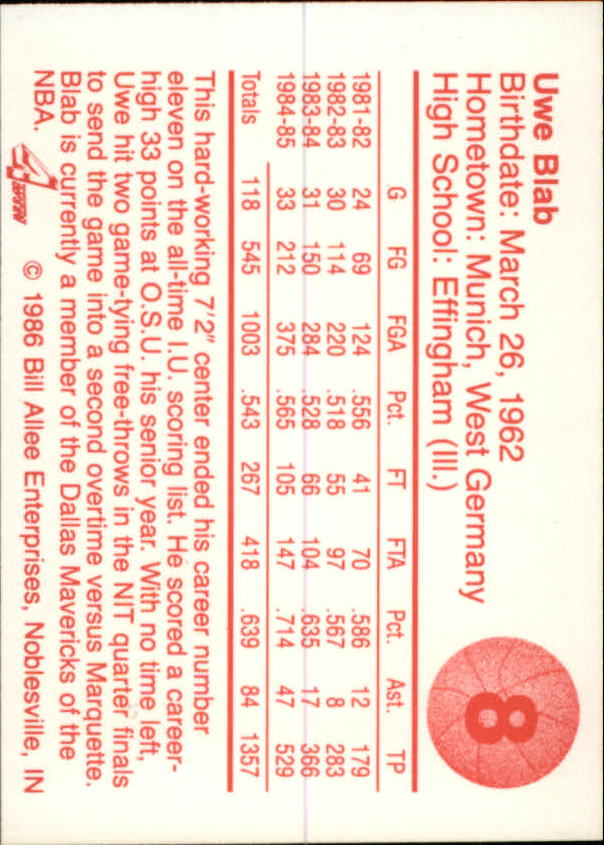 Uwe Blab
Birthdate: March 26, 1962
Hometown: Munich, West Germany
High School: Effingham (Ill.)
8
G FG FGA Pct. FT FTA Pct. Ast. TP
1981-82 24 69 124 .556 41 70 .586 12 179
1982-83 30 114 220 .518 55 97 .567 8 283
1983-84 31 150 284 .528 66 104 .635 17 366
1984-85 33 212 375 .565 105 147 .714 47 529
Totals 118 545 1003 .543 267 418 .639 84 1357
This hard-working 7'2" center ended his career number
eleven on the all-time I.U. scoring list. He scored a career-
high 33 points at O.S.U. his senior year. With no time left,
Uwe hit two game-tying free-throws in the NIT quarter finals
to send the game into a second overtime versus Marquette.
Blab is currently a member of the Dallas Mavericks of the
NBA.
© 1986 Bill Allee Enterprises, Noblesville, IN